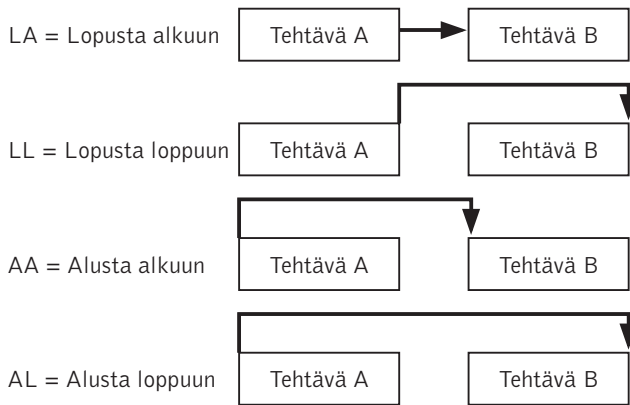 LA = Lopusta alkuun Tehtävä A Tehtävä B
LL = Lopusta loppuun Tehtävä A Tehtävä B
AA = Alusta alkuun Tehtävä A Tehtävä B
AL = Alusta loppuun Tehtävä A Tehtävä B